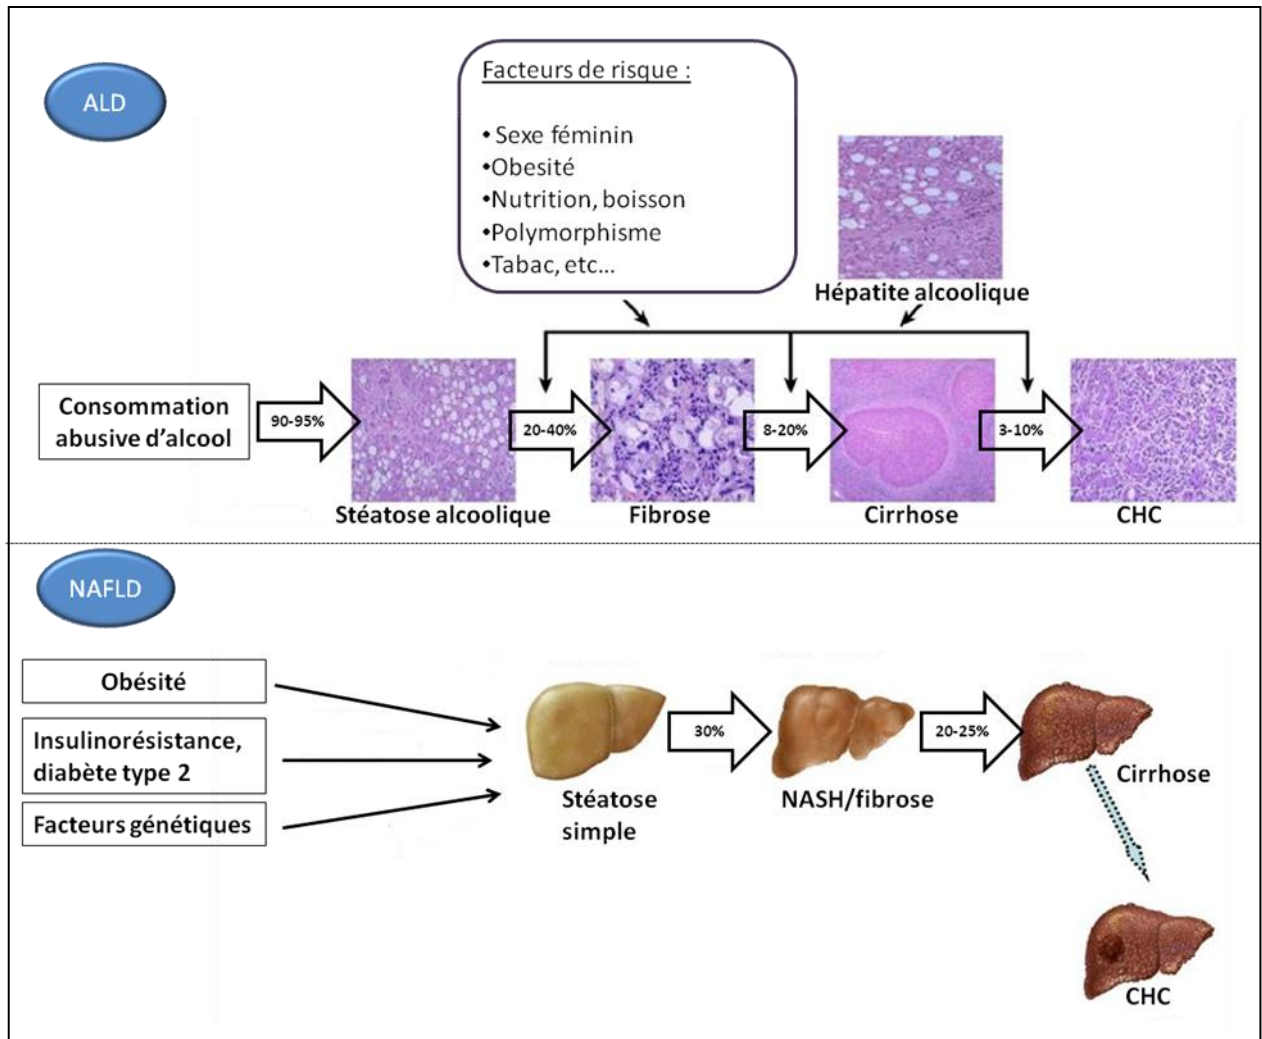 ALD
Facteurs de risque :
• Sexe féminin
•Obesité
•Nutrition, boisson
•Polymorphisme
•Tabac, etc...
Hépatite alcoolique
Consommation
abusive d’alcool
90-95%
20-40%
8-20%
3-10%
Stéatose alcoolique
Fibrose
Cirrhose
CHC
NAFLD
Obésité
Insulinorésistance,
diabète type 2
Facteurs génétiques
30%
20-25%
Stéatose
simple
NASH/fibrose
Cirrhose
CHC